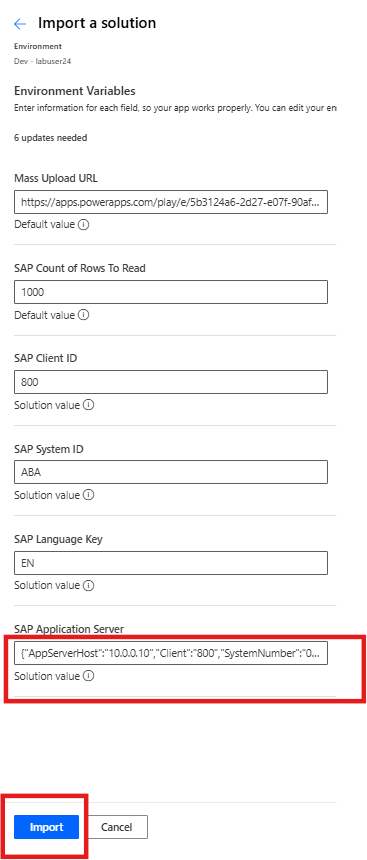 Import a solution
Environment
Dev - labuser24
Environment Variables
Enter information for each field, so your app works properly. You can edit your en
6 updates needed
Mass Upload URL
https://apps.powerapps.com/play/e/5b3124a6-2d27-e07f-90af...
Default value
SAP Count of Rows To Read
1000
Default value
SAP Client ID
800
Solution value
SAP System ID
ABA
Solution value
SAP Language Key
EN
Solution value
SAP Application Server
{"AppServerHost":"10.0.0.10","Client":"800","SystemNumber":"0...
Solution value
Import
Cancel